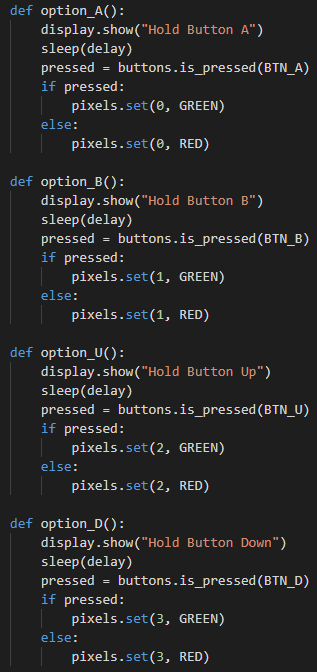 def option_A():
    display.show("Hold Button A")
    sleep(delay)
    pressed = buttons.is_pressed(BTN_A)
    if pressed:
        pixels.set(0, GREEN)
    else:
        pixels.set(0, RED)

def option_B():
    display.show("Hold Button B")
    sleep(delay)
    pressed = buttons.is_pressed(BTN_B)
    if pressed:
        pixels.set(1, GREEN)
    else:
        pixels.set(1, RED)

def option_U():
    display.show("Hold Button Up")
    sleep(delay)
    pressed = buttons.is_pressed(BTN_U)
    if pressed:
        pixels.set(2, GREEN)
    else:
        pixels.set(2, RED)

def option_D():
    display.show("Hold Button Down")
    sleep(delay)
    pressed = buttons.is_pressed(BTN_D)
    if pressed:
        pixels.set(3, GREEN)
    else:
        pixels.set(3, RED)